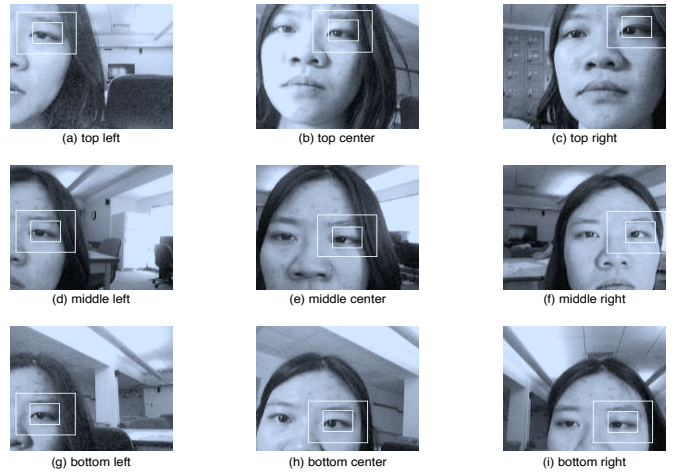 (a) top left
(b) top center
(c) top right
(d) middle left
(e) middle center
(f) middle right
(g) bottom left
(h) bottom center
(i) bottom right